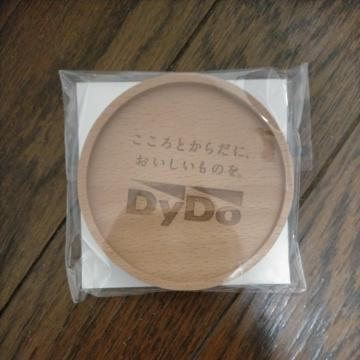 こころとからだに、
おいしいものを。
DyDo